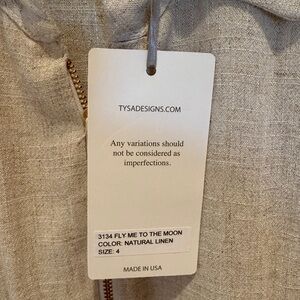 TYSADESIGNS.COM
Any variations should
not be considered as
imperfections.
3134 FLY ME TO THE MOON
COLOR: NATURAL LINEN
SIZE: 4
MADE IN USA